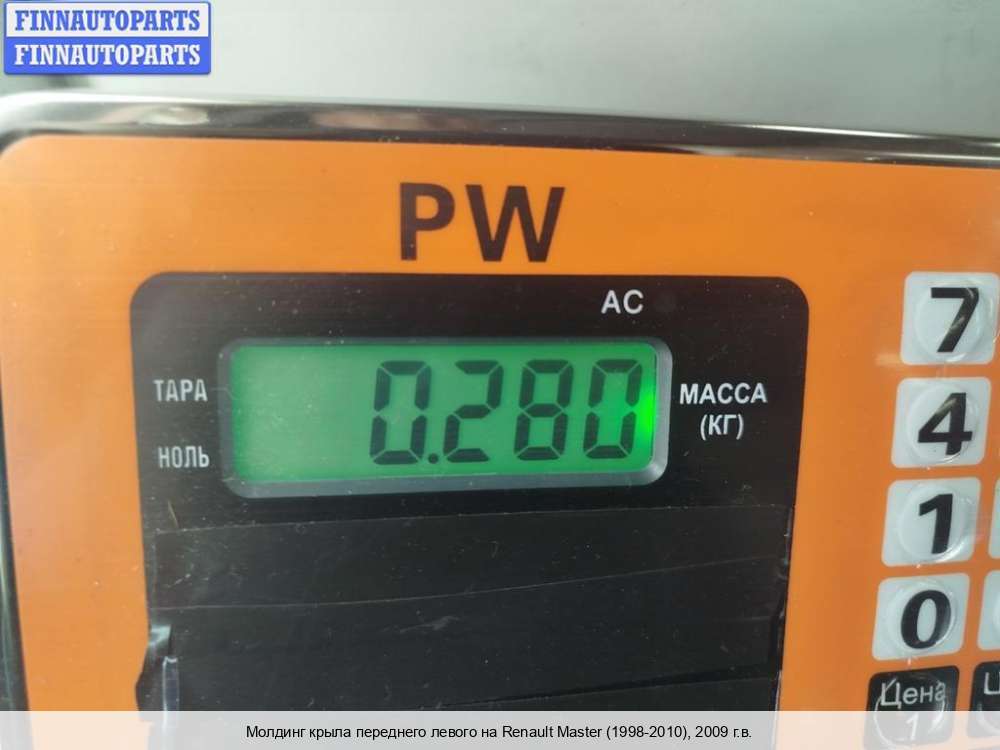 FINNAUTOPARTS
FINNAUTOPARTS
PW
AC
ТАРА
0.280
МАССА
(КГ)
НОЛЬ
7
4
1
0
Цена
1
Молдинг крыла переднего левого на Renault Master (1998-2010), 2009 г.в.